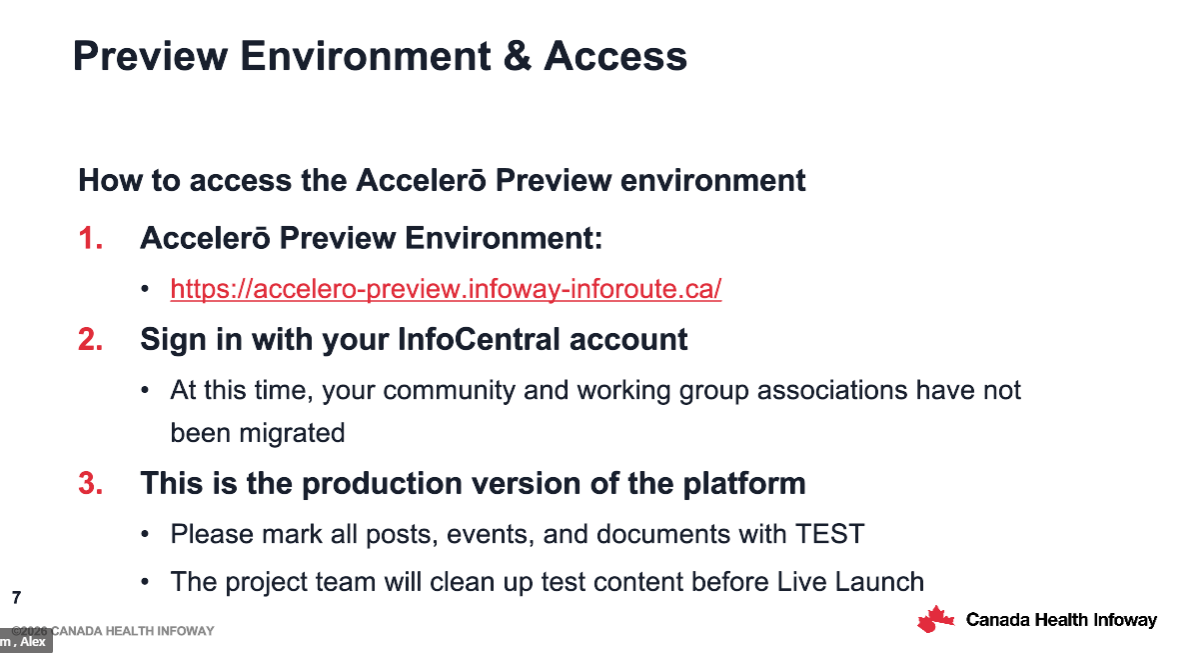 Preview Environment & Access
How to access the Accelerō Preview environment
1. Accelerō Preview Environment:
• https://accelero-preview.infoway-inforoute.ca/
2. Sign in with your InfoCentral account
• At this time, your community and working group associations have not
been migrated
3. This is the production version of the platform
• Please mark all posts, events, and documents with TEST
• The project team will clean up test content before Live Launch
7
©2026 CANADA HEALTH INFOWAY
m, Alex
Canada Health Infoway